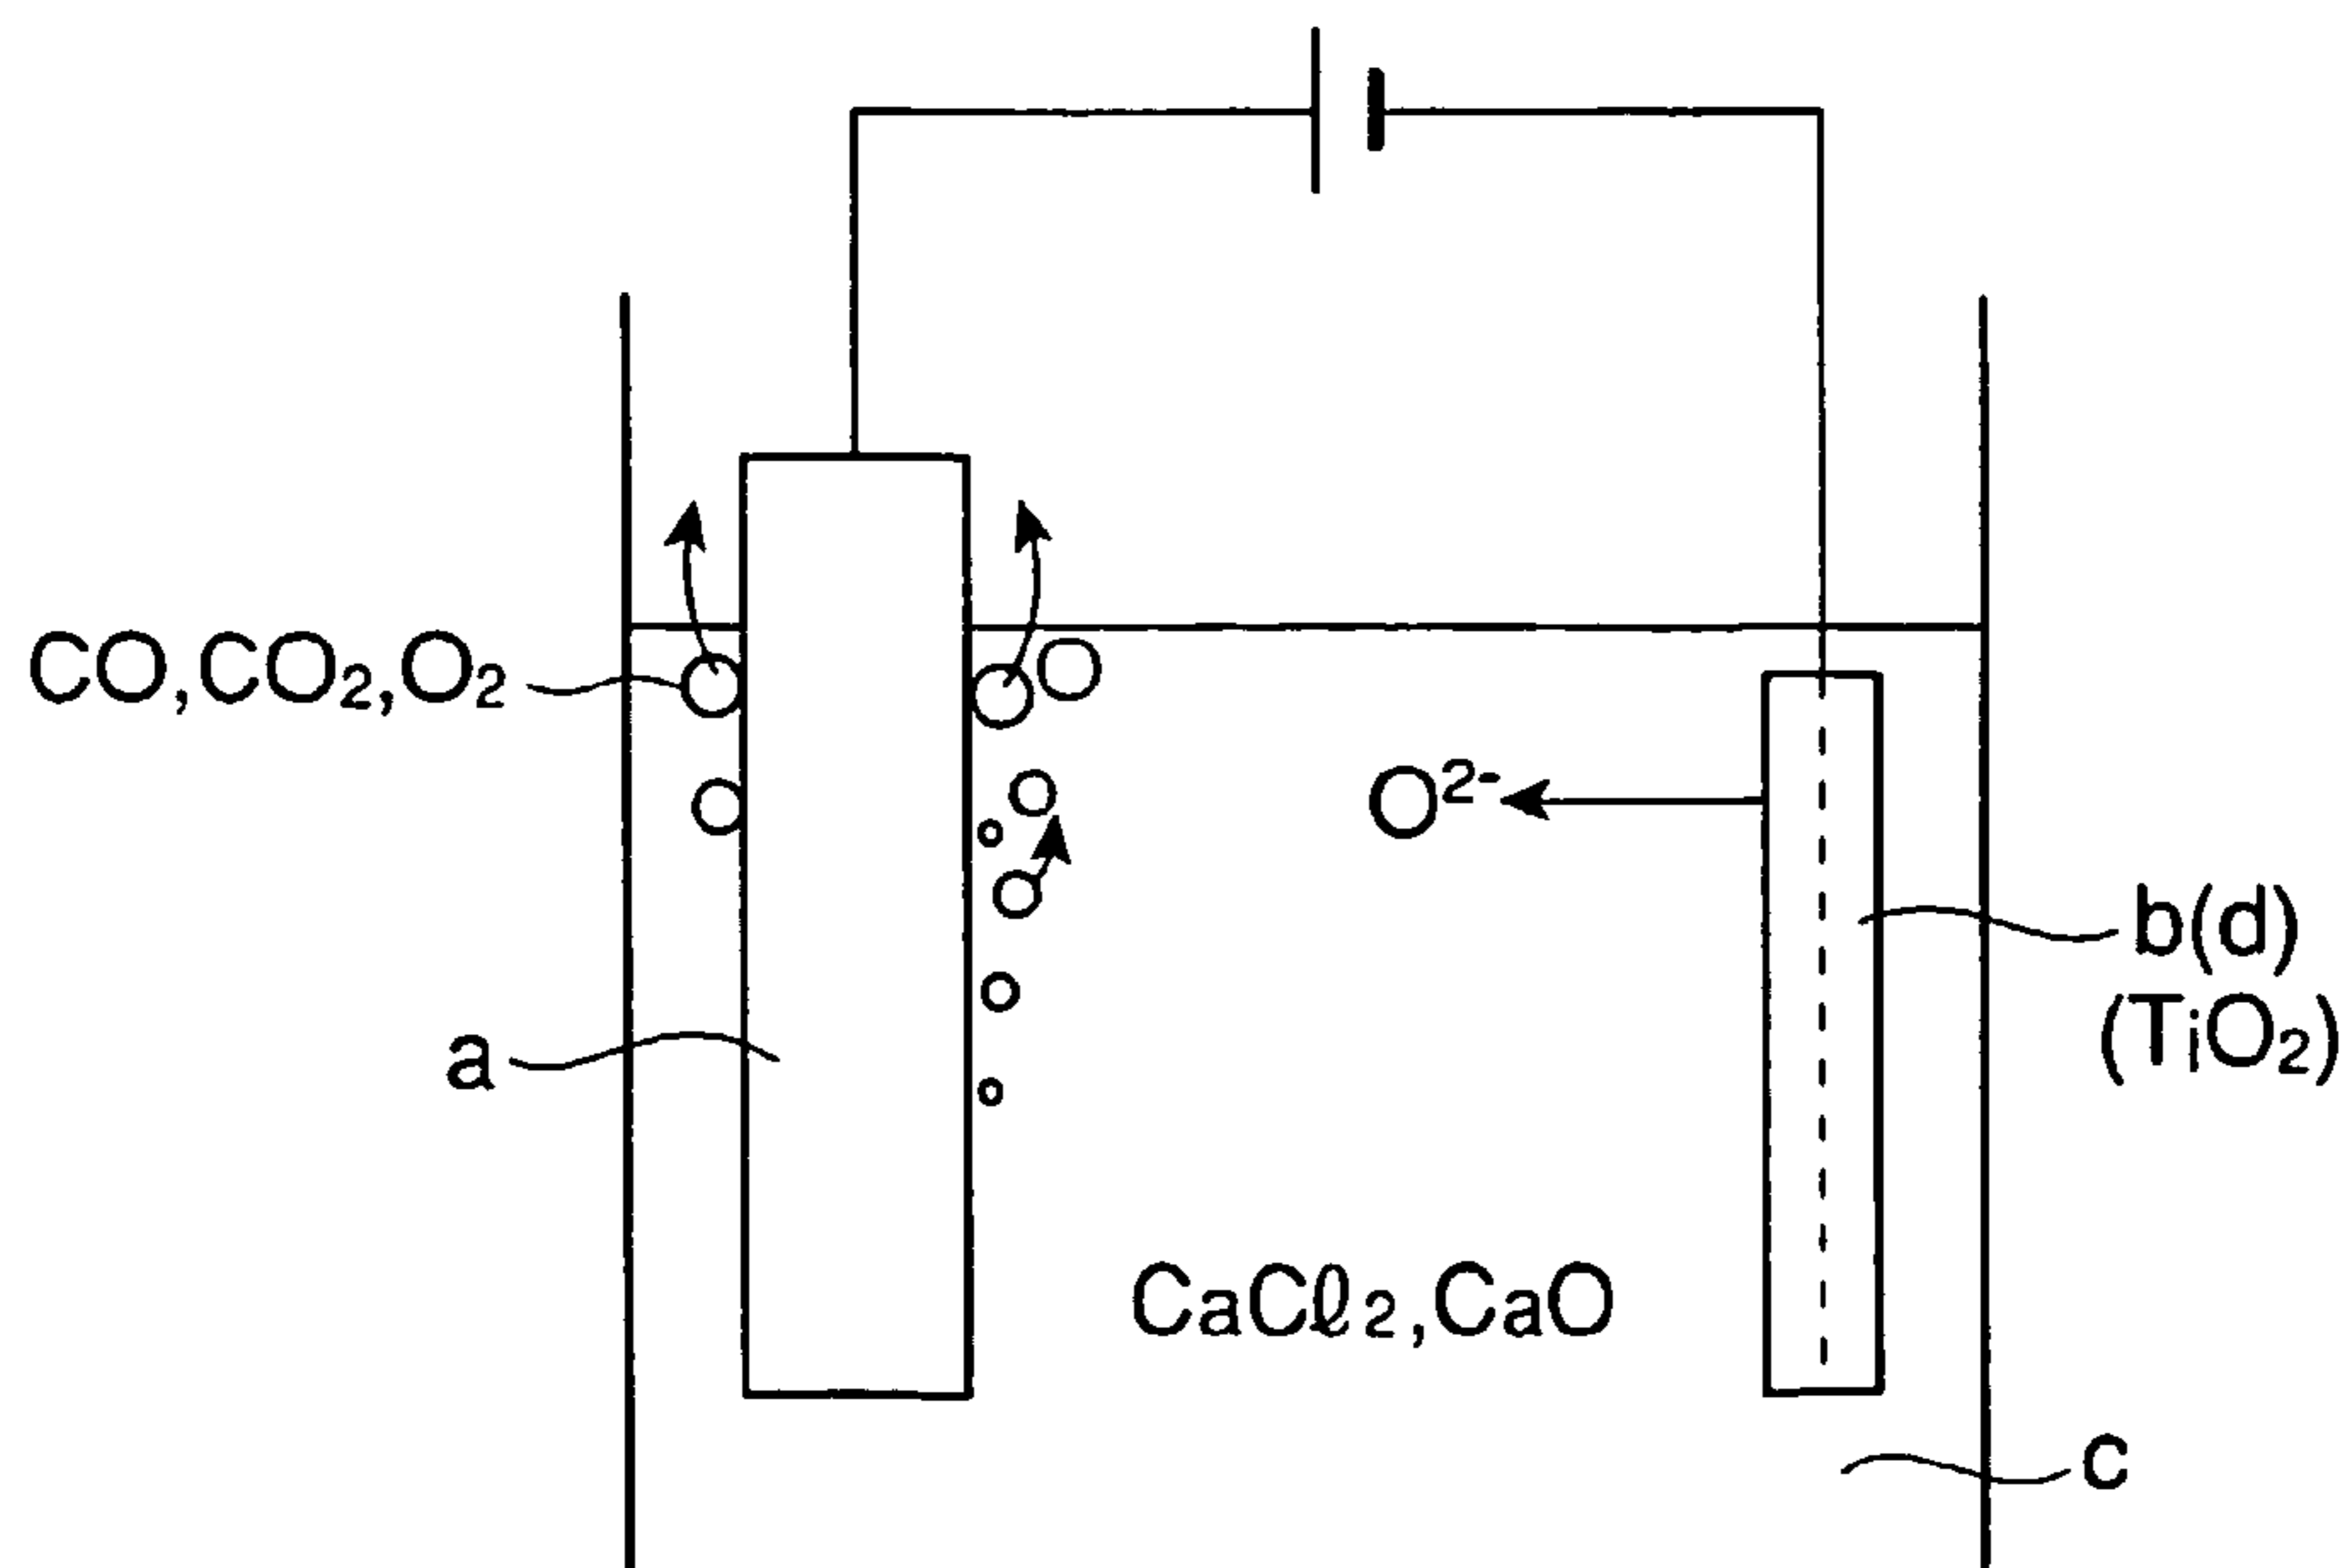 CO,CO₂,O₂
O²⁻
b(d)
(TiO₂)
a
CaCℓ₂,CaO
c